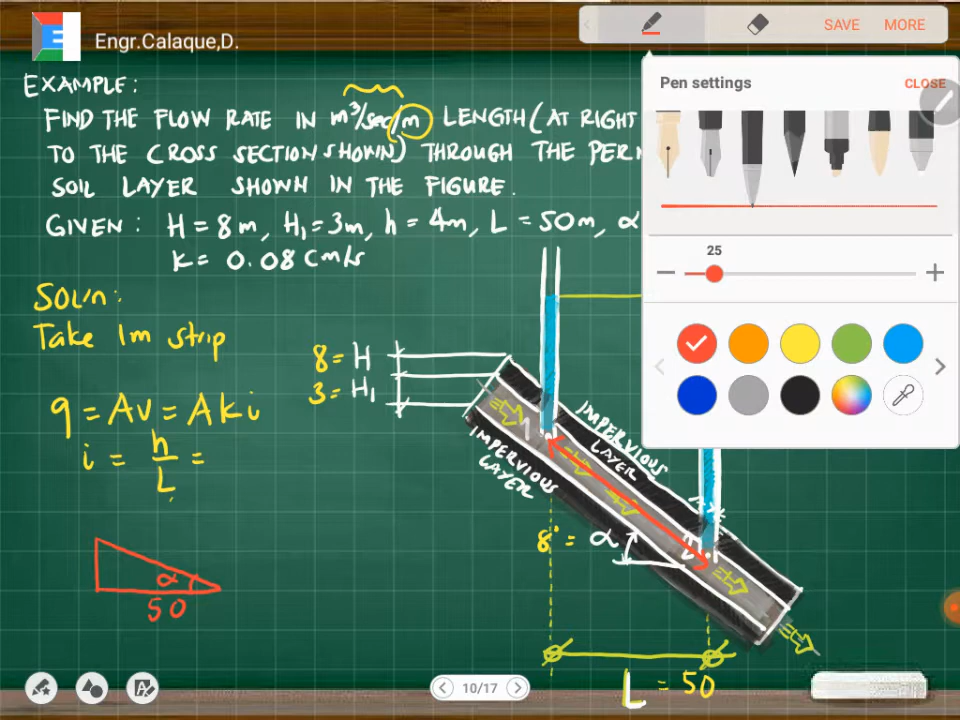 Engr.Calaque,D.
SAVE
MORE
EXAMPLE:
FIND THE FLOW RATE IN m³/sec/m LENGTH (AT RIGHT
TO THE CROSS SECTION SHOWN) THROUGH THE PERM
SOIL LAYER SHOWN IN THE FIGURE.
GIVEN: H = 8m, H₁ = 3m, h = 4m, L = 50m, α
K = 0.08 cm/s
Pen settings
CLOSE
25
SOL'n:
Take 1m strip
q = AV = AKi
i = h/L =
α
50
8 = H
3 = H₁
IMPERVIOUS LAYER
IMPERVIOUS LAYER
8° = α
L = 50
10/17